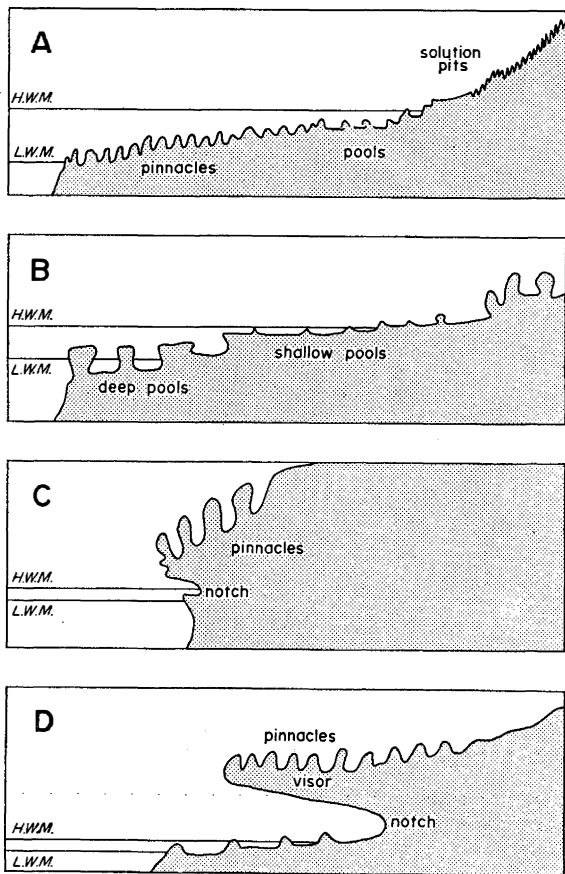 A
solution
pits
H.W.M.
L.W.M.
pinnacles
pools
B
H.W.M.
L.W.M.
shallow pools
deep pools
C
pinnacles
H.W.M.
notch
L.W.M.
D
pinnacles
visor
notch
H.W.M.
L.W.M.